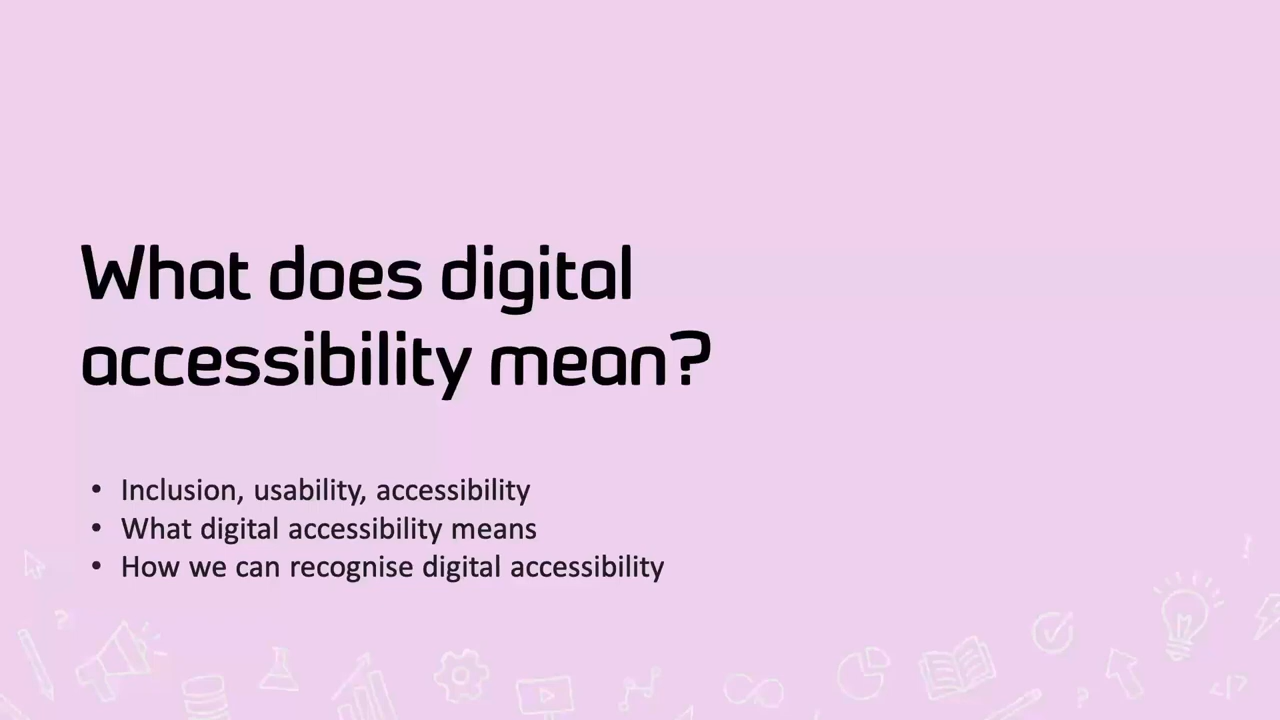 What does digital
accessibility mean?
• Inclusion, usability, accessibility
• What digital accessibility means
• How we can recognise digital accessibility
?
?
</>